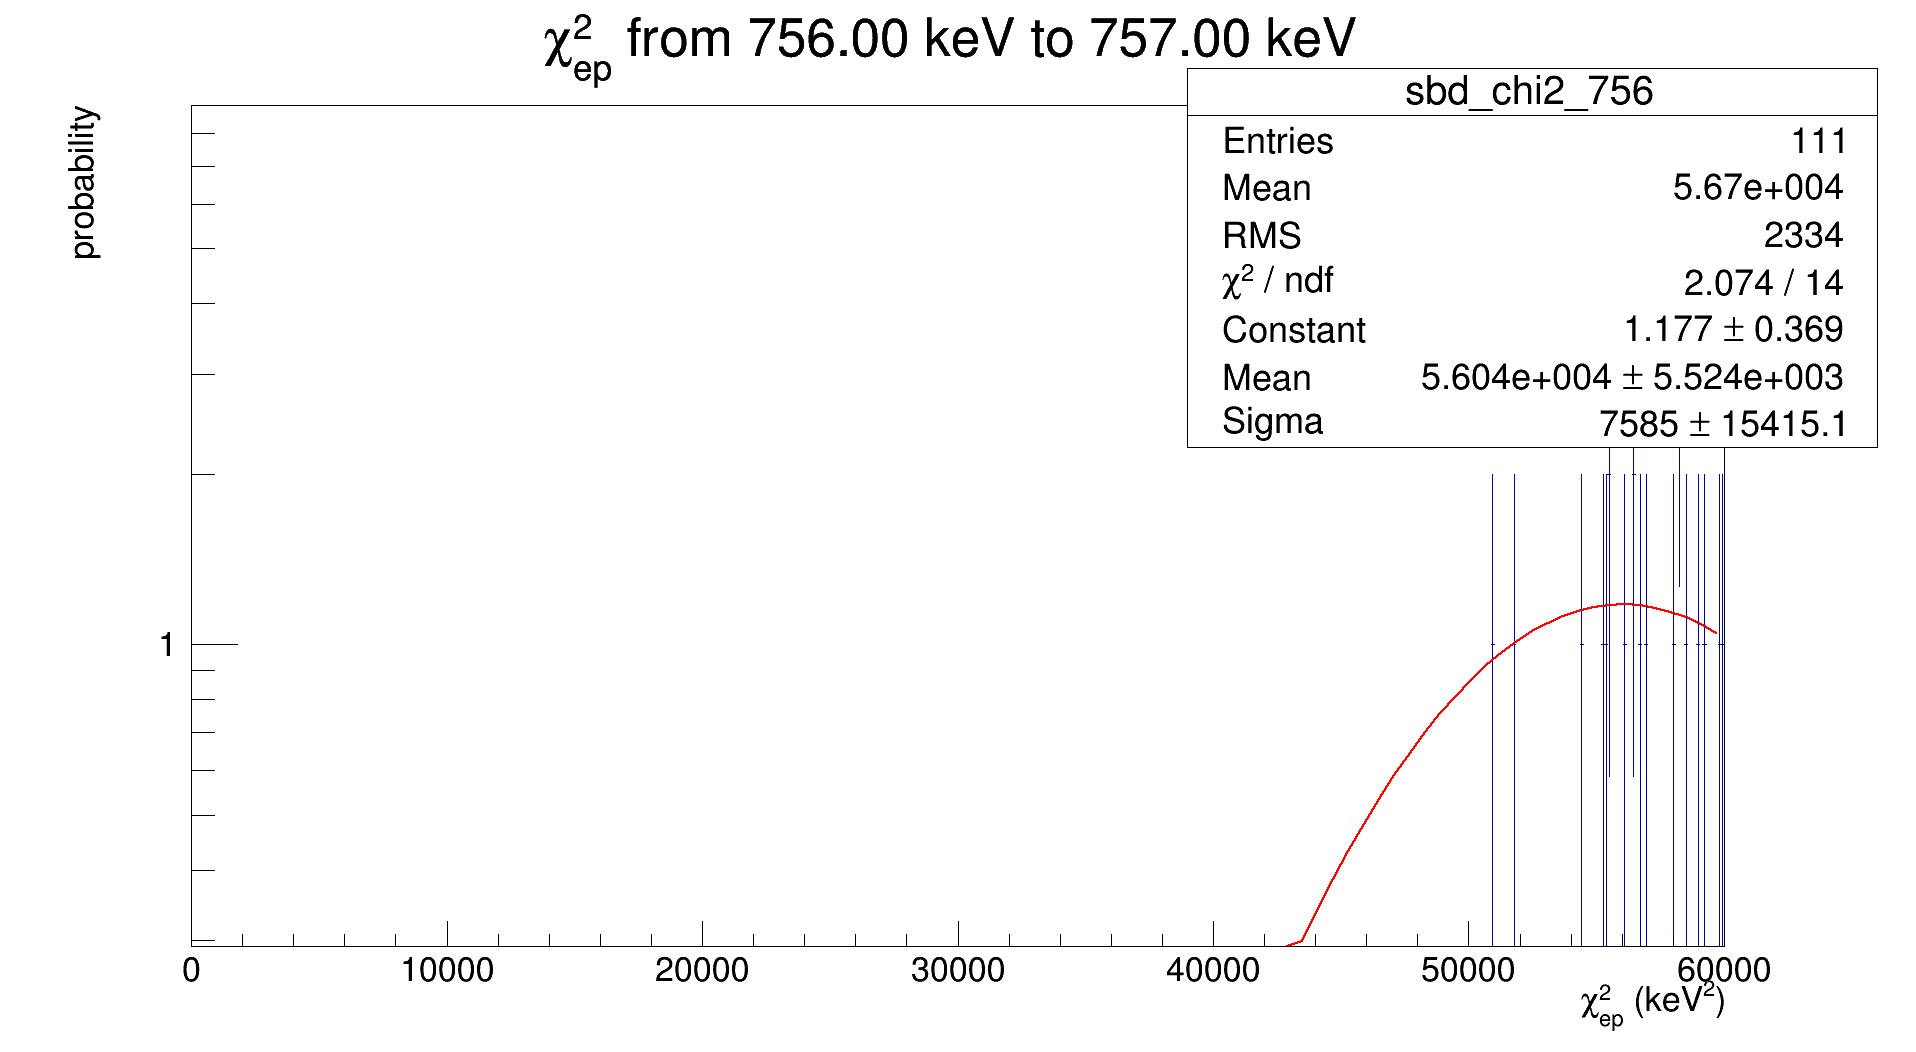 χ²ep from 756.00 keV to 757.00 keV
probability
sbd_chi2_756
Entries 111
Mean 5.67e+004
RMS 2334
χ² / ndf 2.074 / 14
Constant 1.177 ± 0.369
Mean 5.604e+004 ± 5.524e+003
Sigma 7585 ± 15415.1
1
0 10000 20000 30000 40000 50000 60000
χ²ep (keV²)